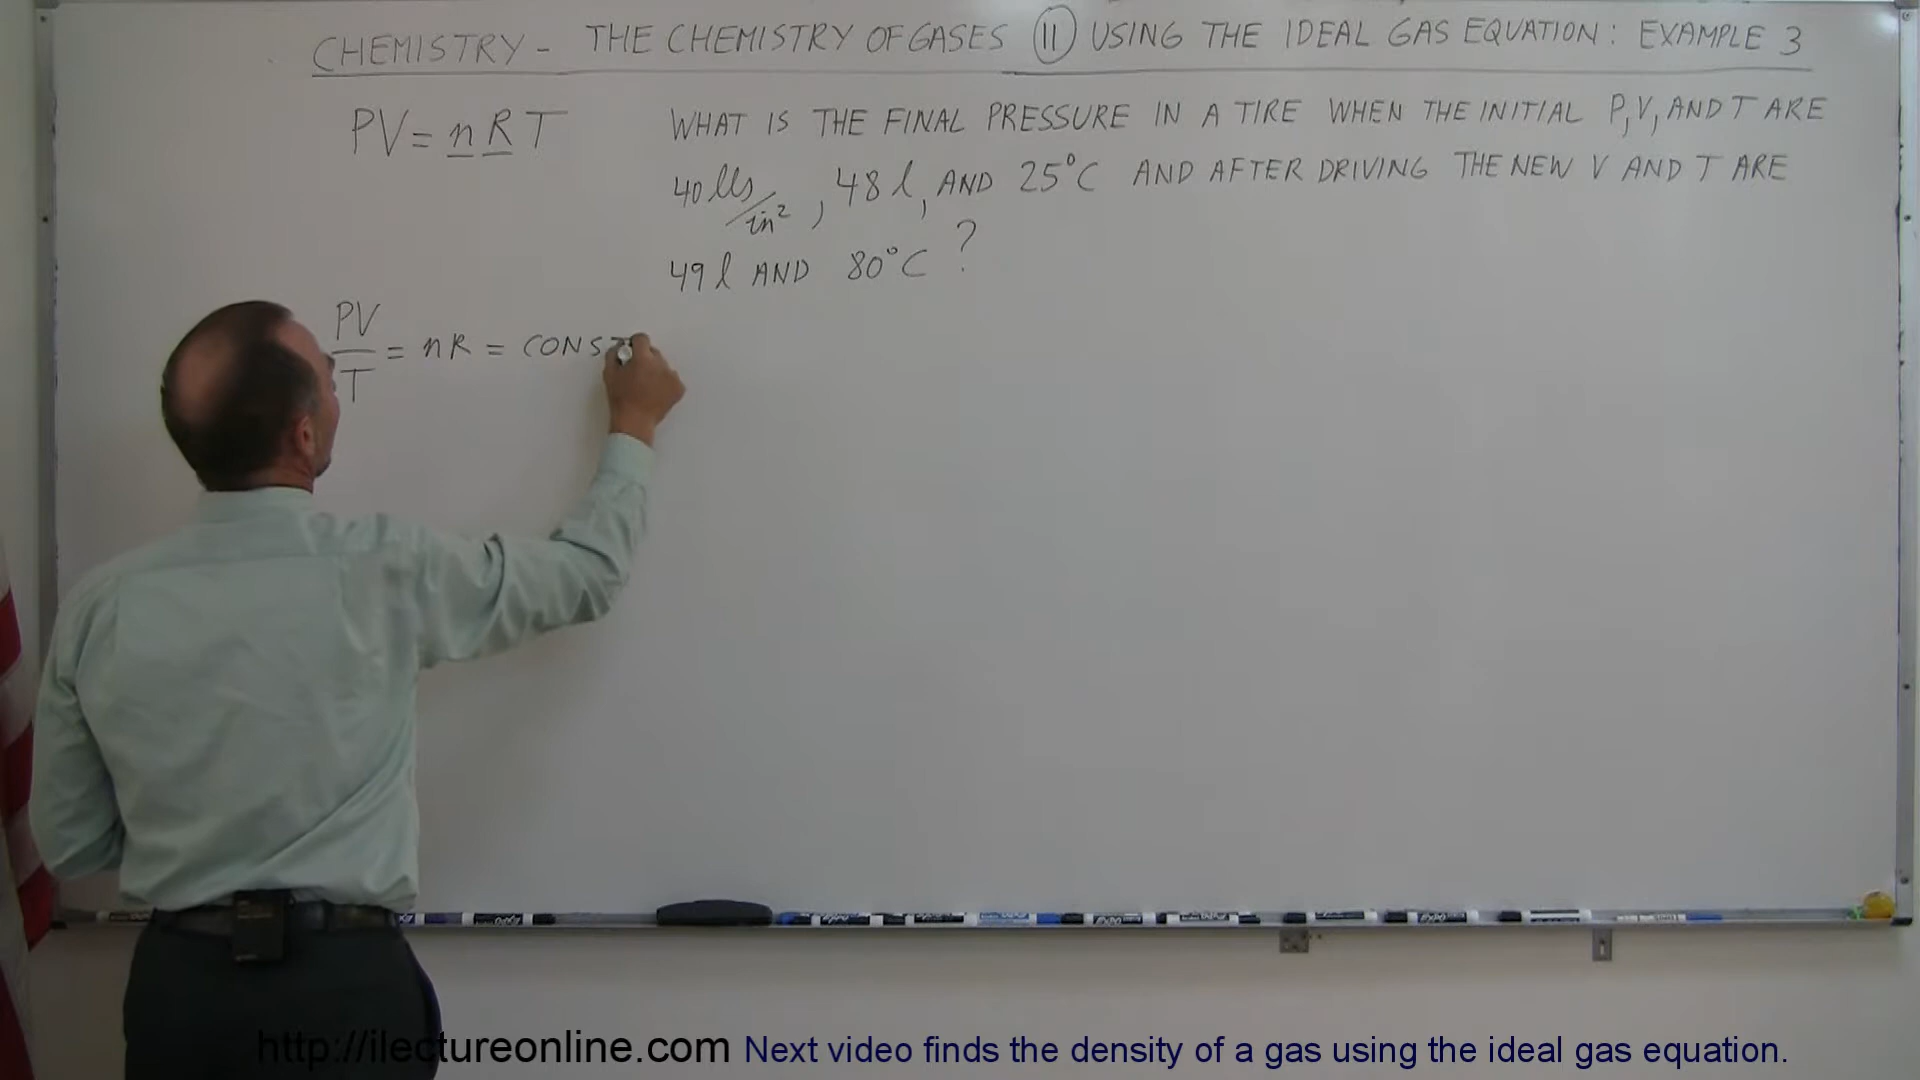 CHEMISTRY - THE CHEMISTRY OF GASES 11 USING THE IDEAL GAS EQUATION: EXAMPLE 3
PV = nRT
WHAT IS THE FINAL PRESSURE IN A TIRE WHEN THE INITIAL P, V, AND T ARE
40 lbs/in², 48 l, AND 25°C AND AFTER DRIVING THE NEW V AND T ARE
49 l AND 80°C ?
PV/T = nR = CONST
http://ilectureonline.com Next video finds the density of a gas using the ideal gas equation.